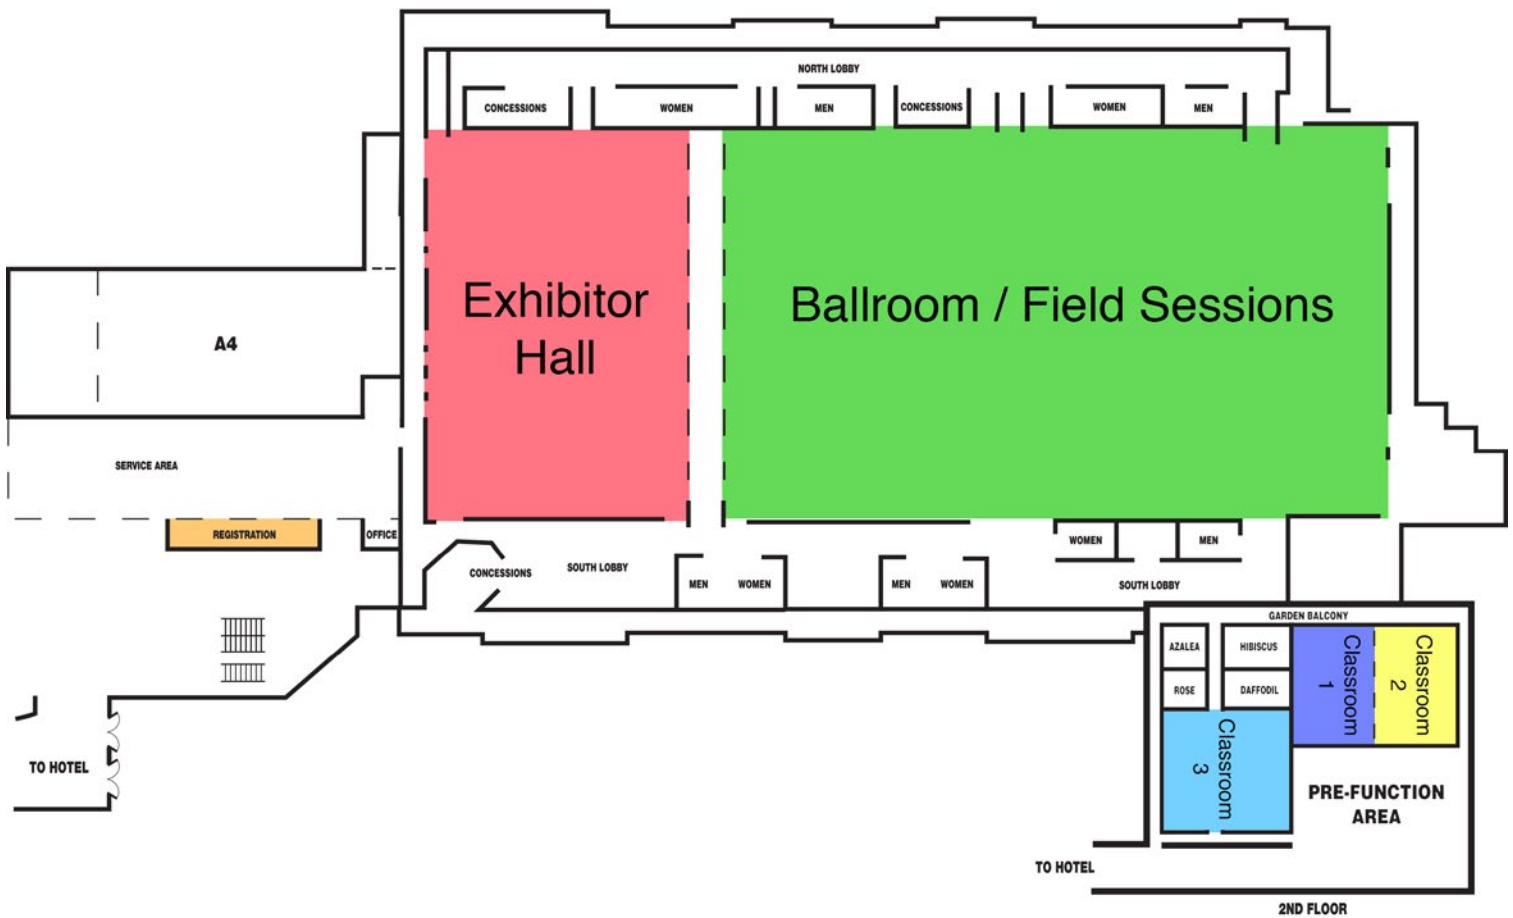 NORTH LOBBY
CONCESSIONS
WOMEN
MEN
CONCESSIONS
WOMEN
MEN
Exhibitor
Hall
Ballroom / Field Sessions
A4
SERVICE AREA
REGISTRATION
OFFICE
CONCESSIONS
SOUTH LOBBY
MEN
WOMEN
MEN
WOMEN
WOMEN
MEN
SOUTH LOBBY
GARDEN BALCONY
AZALEA
HIBISCUS
ROSE
DAFFODIL
Classroom
1
Classroom
2
Classroom
3
PRE-FUNCTION
AREA
TO HOTEL
TO HOTEL
2ND FLOOR